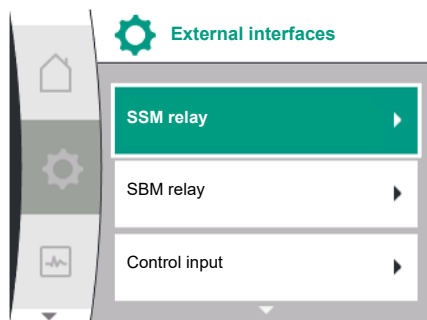 External interfaces
SSM relay
SBM relay
Control input